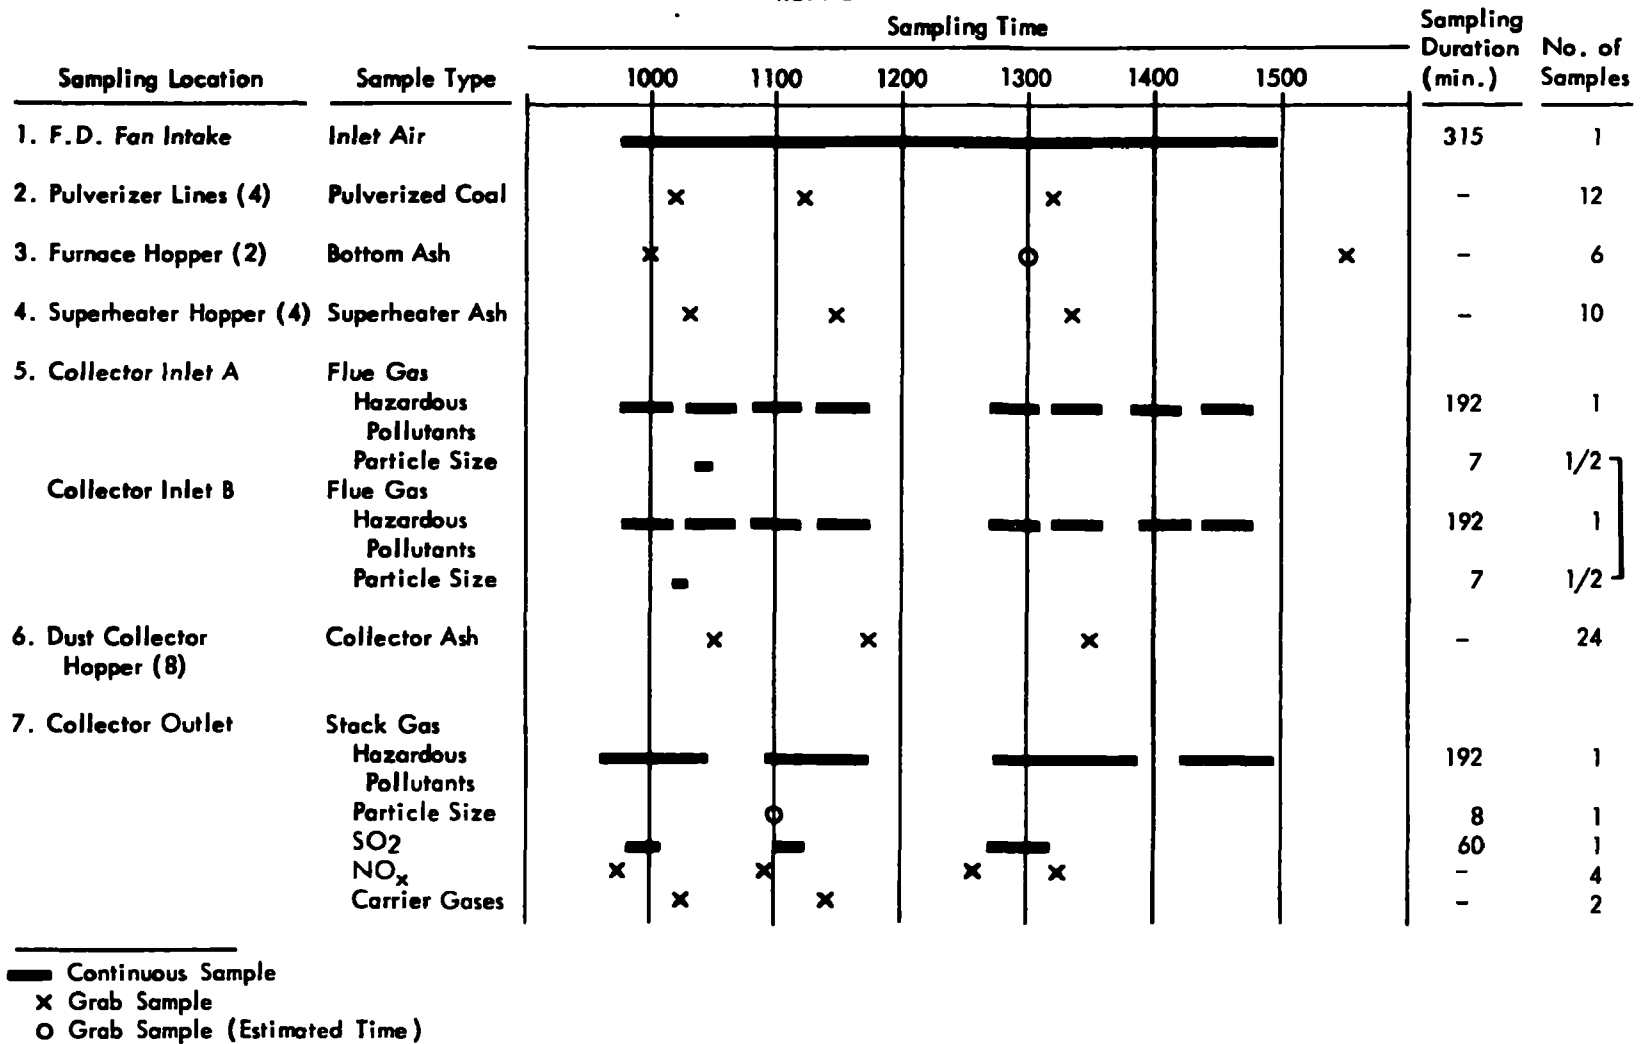 Sampling Time
Sampling Duration (min.)
No. of Samples
Sampling Location Sample Type 1000 1100 1200 1300 1400 1500
1. F.D. Fan Intake Inlet Air 315 1
2. Pulverizer Lines (4) Pulverized Coal - 12
3. Furnace Hopper (2) Bottom Ash - 6
4. Superheater Hopper (4) Superheater Ash - 10
5. Collector Inlet A Flue Gas
Hazardous 192 1
Pollutants
Particle Size 7 1/2
Collector Inlet B Flue Gas
Hazardous 192 1
Pollutants
Particle Size 7 1/2
6. Dust Collector Collector Ash - 24
Hopper (8)
7. Collector Outlet Stack Gas
Hazardous 192 1
Pollutants
Particle Size 8 1
SO2 60 1
NOx - 4
Carrier Gases - 2
Continuous Sample
x Grab Sample
o Grab Sample (Estimated Time)